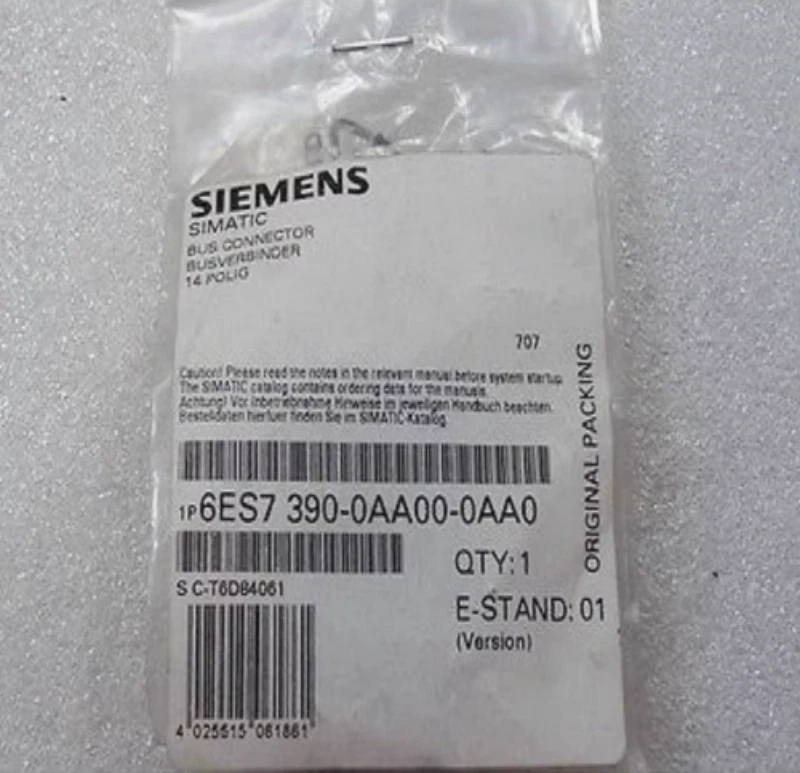 SIEMENS
SIMATIC
BUS CONNECTOR
BUSVERBINDER
14 POLIG
707
Caution! Please read the notes in the relevant manual before system startup.
The SIMATIC catalog contains ordering data for the manuals.
Achtung! Vor Inbetriebnahme Hinweise im jeweiligen Handbuch beachten.
Bestelldaten hierfuer finden Sie im SIMATIC-Katalog.
ORIGINAL PACKING
1P 6ES7 390-0AA00-0AA0
QTY: 1
S C-T6D84061
E-STAND: 01
(Version)
4 025515 061861